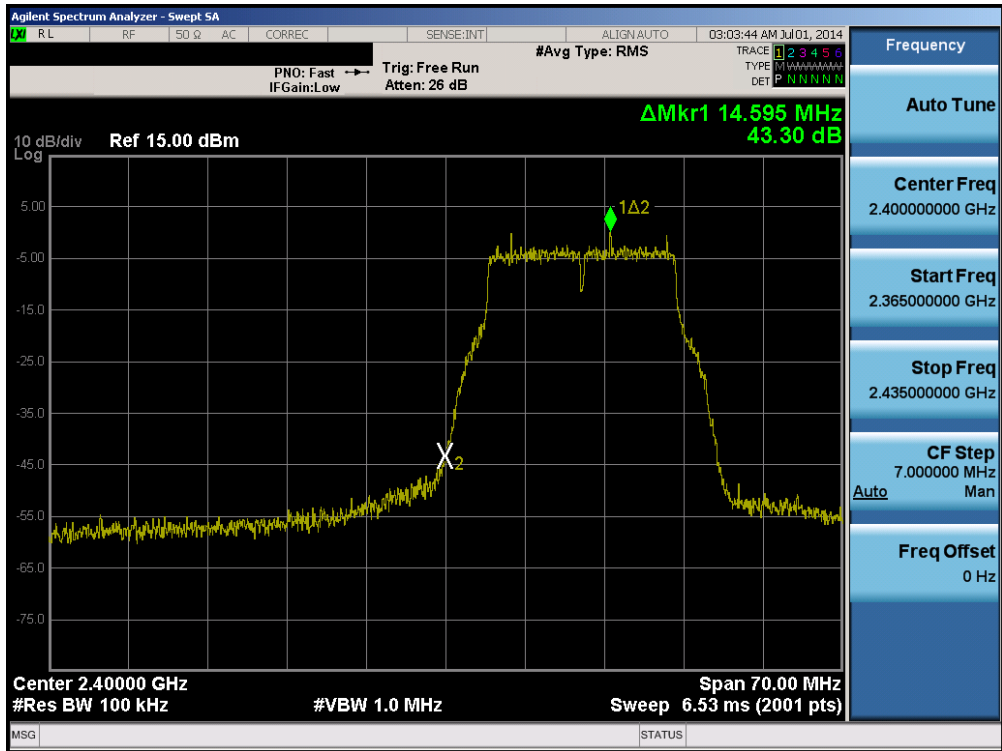 Agilent Spectrum Analyzer - Swept SA
LXI RL RF 50 Ω AC CORREC SENSE:INT ALIGN AUTO 03:03:44 AM Jul 01, 2014
#Avg Type: RMS
TRACE 1 2 3 4 5 6
PNO: Fast Trig: Free Run
TYPE M WWWWW
IFGain:Low Atten: 26 dB
DET P N N N N N
ΔMkr1 14.595 MHz
43.30 dB
10 dB/div Ref 15.00 dBm
Log
5.00
-5.00
-15.0
-25.0
-35.0
-45.0
-55.0
-65.0
-75.0
1Δ2
X2
Center 2.40000 GHz Span 70.00 MHz
#Res BW 100 kHz #VBW 1.0 MHz Sweep 6.53 ms (2001 pts)
MSG STATUS
Frequency
Auto Tune
Center Freq
2.400000000 GHz
Start Freq
2.365000000 GHz
Stop Freq
2.435000000 GHz
CF Step
7.000000 MHz
Auto Man
Freq Offset
0 Hz